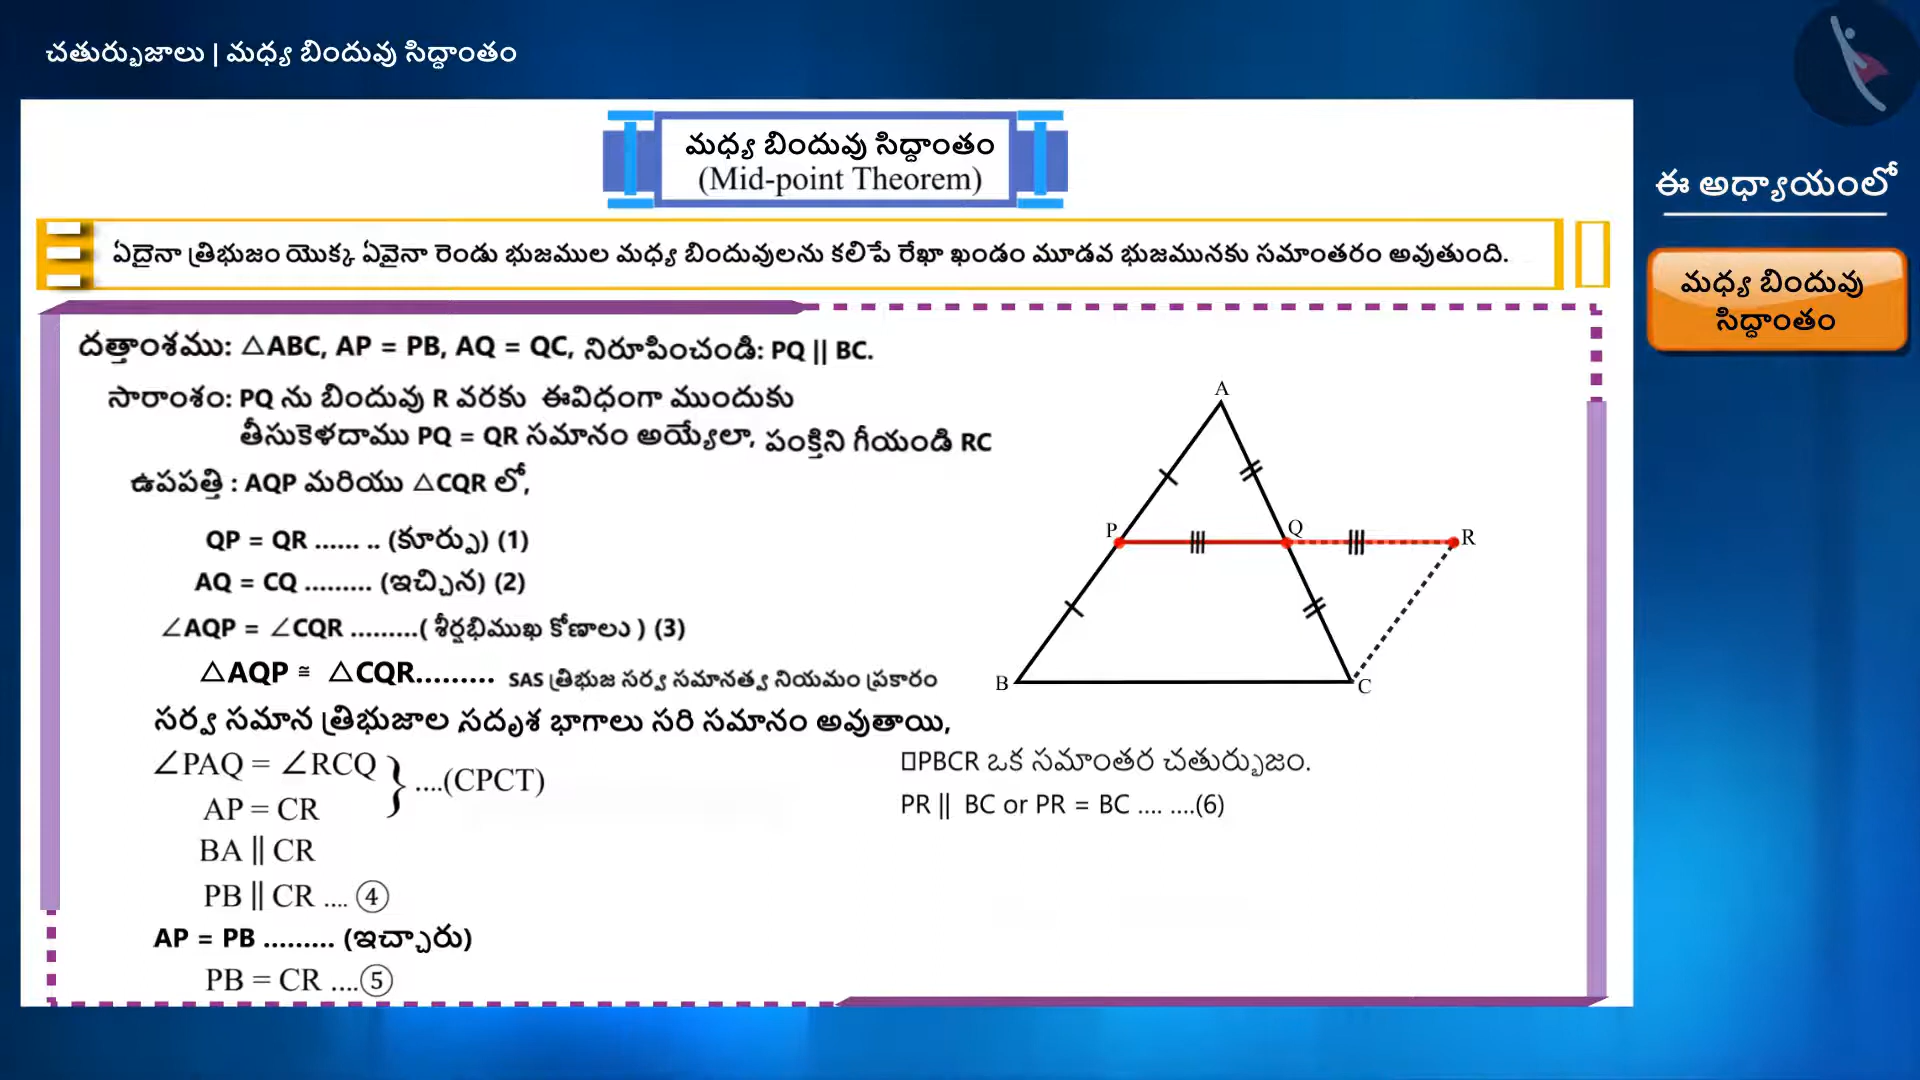 చతుర్భుజాలు | మధ్య బిందువు సిద్ధాంతం
మధ్య బిందువు సిద్ధాంతం
(Mid-point Theorem)
ఈ అధ్యాయంలో
మధ్య బిందువు
సిద్ధాంతం
ఏదైనా త్రిభుజం యొక్క ఏవైనా రెండు భుజముల మధ్య బిందువులను కలిపే రేఖా ఖండం మూడవ భుజమునకు సమాంతరం అవుతుంది.
దత్తాంశము: △ABC, AP = PB, AQ = QC, నిరూపించండి: PQ || BC.
సారాంశం: PQ ను బిందువు R వరకు ఈవిధంగా ముందుకు
తీసుకెళదాము PQ = QR సమానం అయ్యేలా, పంక్తిని గీయండి RC
ఉపపత్తి : AQP మరియు △CQR లో,
QP = QR ...... .. (కూర్పు) (1)
AQ = CQ ......... (ఇచ్చిన) (2)
∠AQP = ∠CQR .........( శీర్షభిముఖ కోణాలు ) (3)
△AQP ≅ △CQR......... SAS త్రిభుజ సర్వ సమానత్వ నియమం ప్రకారం
సర్వ సమాన త్రిభుజాల సదృశ భాగాలు సరి సమానం అవుతాయి,
∠PAQ = ∠RCQ
AP = CR
} ....(CPCT)
BA || CR
PB || CR .... ④
AP = PB ......... (ఇచ్చారు)
PB = CR ....⑤
A
P
Q
R
B
C
▯PBCR ఒక సమాంతర చతుర్భుజం.
PR || BC or PR = BC .... ....(6)